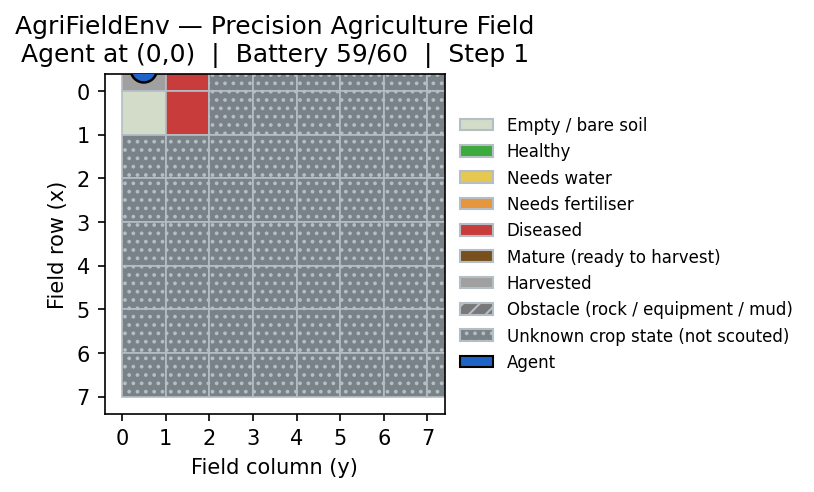 AgriFieldEnv — Precision Agriculture Field
Agent at (0,0)  |  Battery 59/60  |  Step 1
Field row (x)
0
1
2
3
4
5
6
7
0 1 2 3 4 5 6 7
Field column (y)
Empty / bare soil
Healthy
Needs water
Needs fertiliser
Diseased
Mature (ready to harvest)
Harvested
Obstacle (rock / equipment / mud)
Unknown crop state (not scouted)
Agent